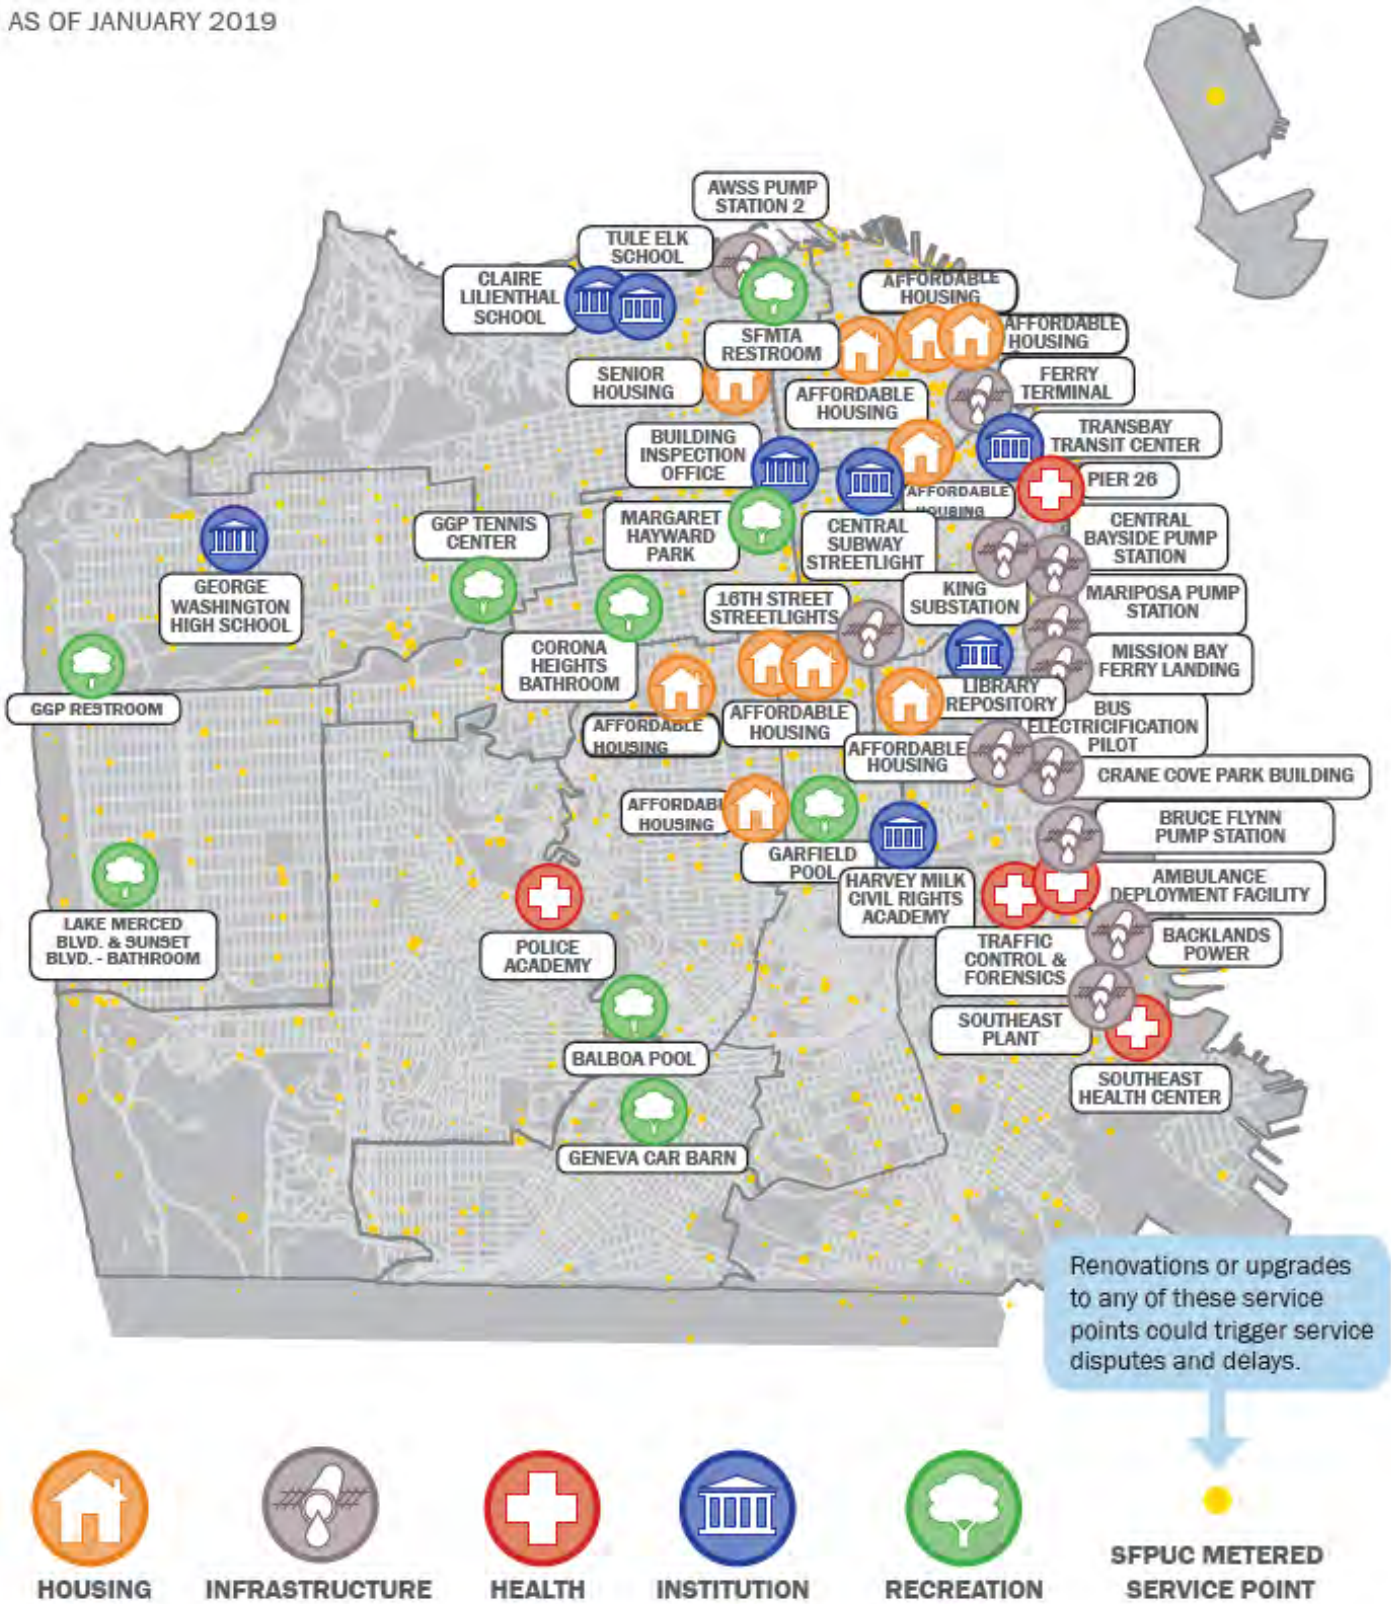 AS OF JANUARY 2019
AWSS PUMP
STATION 2
TULE ELK
SCHOOL
CLAIRE
LILIENTHAL
SCHOOL
AFFORDABLE
HOUSING
SFMTA
RESTROOM
AFFORDABLE
HOUSING
SENIOR
HOUSING
AFFORDABLE
HOUSING
FERRY
TERMINAL
BUILDING
INSPECTION
OFFICE
TRANSBAY
TRANSIT CENTER
PIER 26
AFFORDABLE
HOUSING
GGP TENNIS
CENTER
MARGARET
HAYWARD
PARK
CENTRAL
SUBWAY
STREETLIGHT
CENTRAL
BAYSIDE PUMP
STATION
GEORGE
WASHINGTON
HIGH SCHOOL
16TH STREET
STREETLIGHTS
KING
SUBSTATION
MARIPOSA PUMP
STATION
CORONA
HEIGHTS
BATHROOM
MISSION BAY
FERRY LANDING
GGP RESTROOM
LIBRARY
REPOSITORY
AFFORDABLE
HOUSING
AFFORDABLE
HOUSING
BUS
ELECTRICIFICATION
PILOT
AFFORDABLE
HOUSING
CRANE COVE PARK BUILDING
AFFORDABL
HOUSING
BRUCE FLYNN
PUMP STATION
GARFIELD
POOL
HARVEY MILK
CIVIL RIGHTS
ACADEMY
AMBULANCE
DEPLOYMENT FACILITY
LAKE MERCED
BLVD. & SUNSET
BLVD. - BATHROOM
POLICE
ACADEMY
TRAFFIC
CONTROL &
FORENSICS
BACKLANDS
POWER
SOUTHEAST
PLANT
BALBOA POOL
SOUTHEAST
HEALTH CENTER
GENEVA CAR BARN
Renovations or upgrades
to any of these service
points could trigger service
disputes and delays.
HOUSING
INFRASTRUCTURE
HEALTH
INSTITUTION
RECREATION
SFPUC METERED
SERVICE POINT